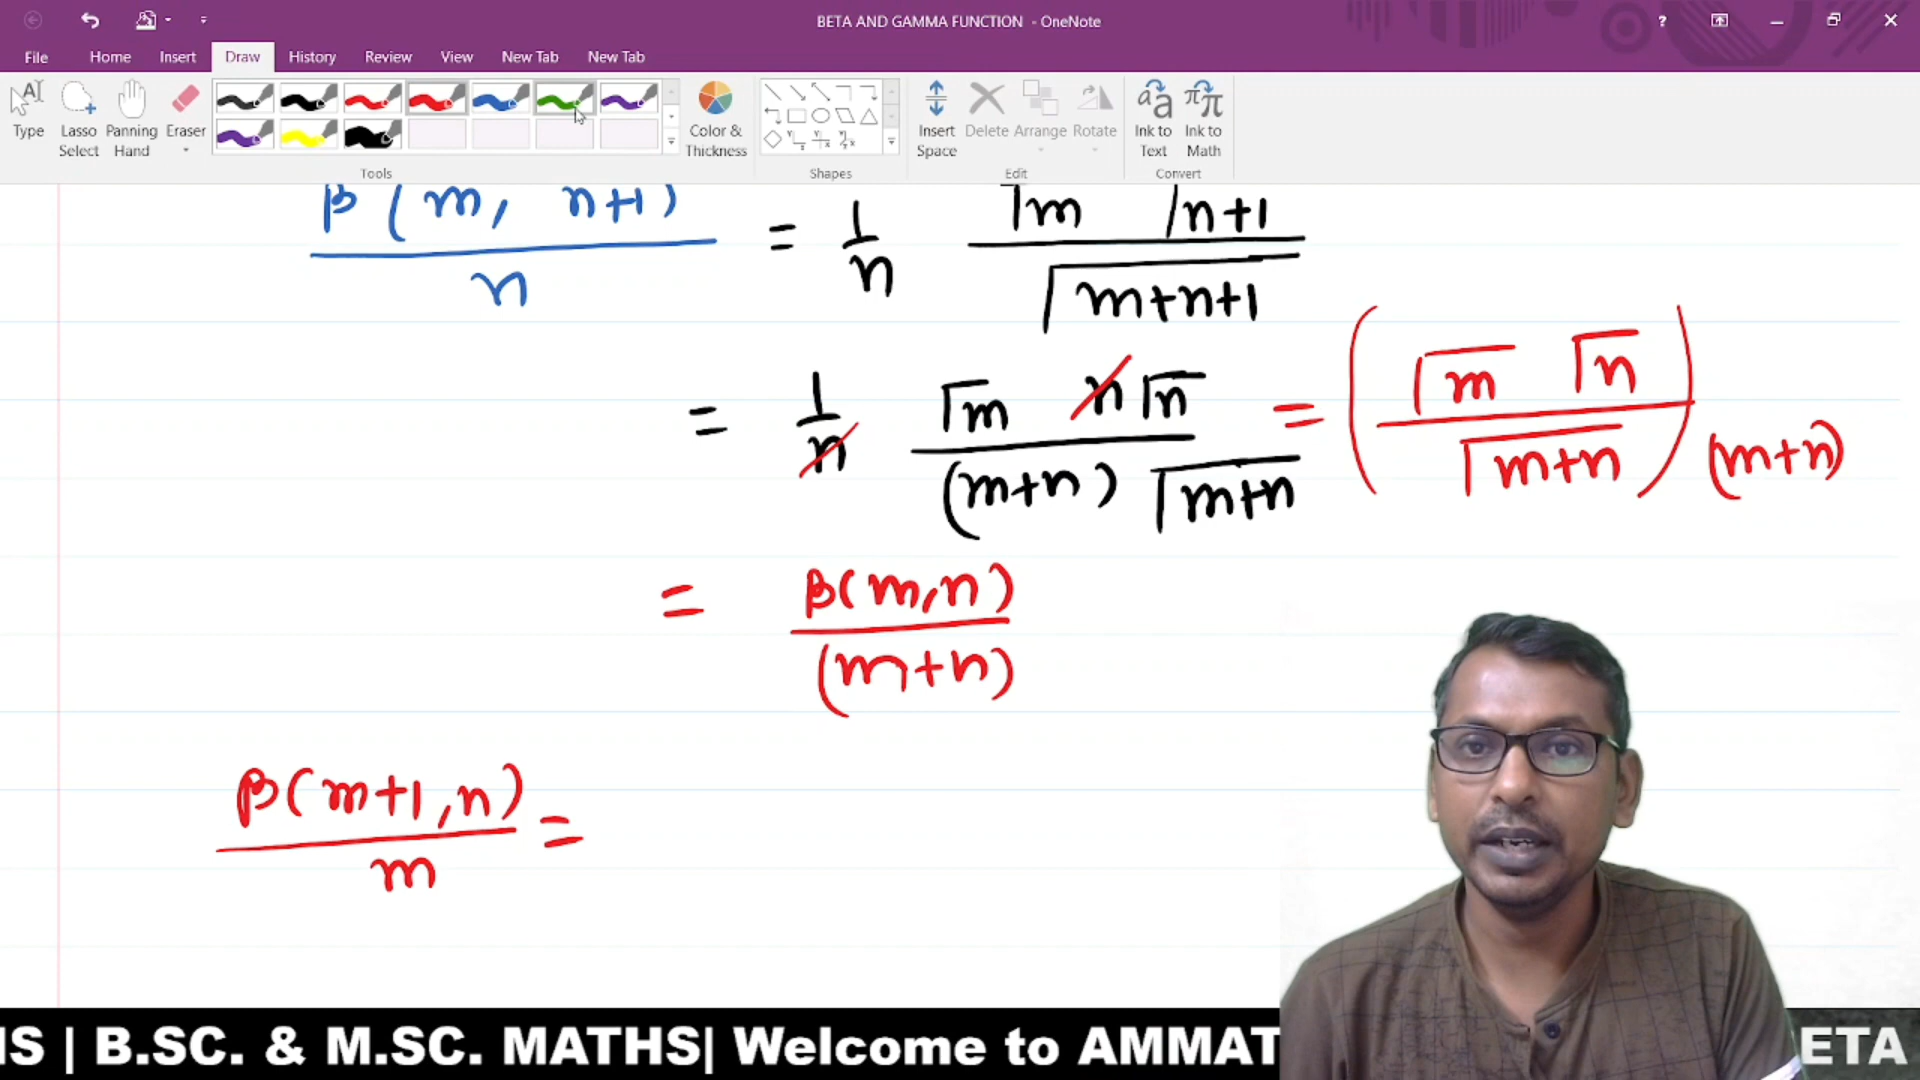 BETA AND GAMMA FUNCTION - OneNote
File Home Insert Draw History Review View New Tab New Tab
Type
Lasso Select
Panning Hand
Eraser
Color & Thickness
Insert Space
Delete
Arrange
Rotate
Ink to Text
Ink to Math
Tools Shapes Edit Convert
β(m, n+1)/n = 1/n Γm Γn+1 / Γm+n+1
= 1/n Γm nΓn / (m+n) Γm+n = (Γm Γn / Γm+n) (m+n)
= β(m,n)/(m+n)
β(m+1,n)/m =
IS | B.SC. & M.SC. MATHS| Welcome to AMMAT ETA